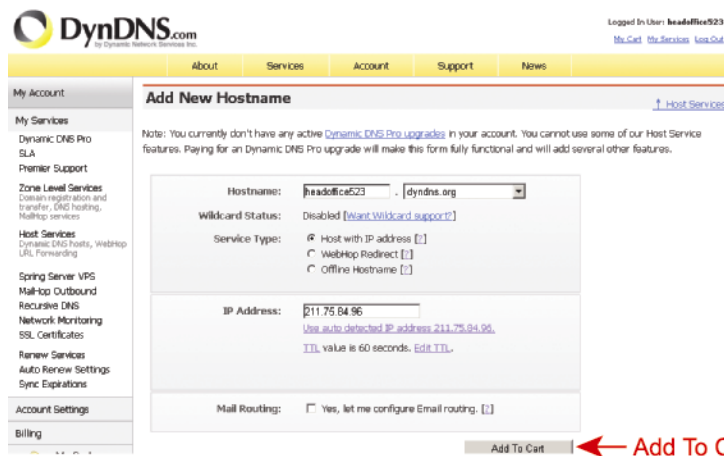 DynDNS.com
by Dynamic Network Services Inc.
Logged In User: headoffice523
My Cart My Services Log Out
About Services Account Support News
My Account
My Services
Dynamic DNS Pro
SLA
Premier Support
Zone Level Services
Domain registration and
transfer, DNS hosting,
MailHop services
Host Services
Dynamic DNS hosts, WebHop
URL Forwarding
Spring Server VPS
MailHop Outbound
Recursive DNS
Network Monitoring
SSL Certificates
Renew Services
Auto Renew Settings
Sync Expirations
Account Settings
Billing
Add New Hostname
↑ Host Services
Note: You currently don't have any active Dynamic DNS Pro upgrades in your account. You cannot use some of our Host Service
features. Paying for an Dynamic DNS Pro upgrade will make this form fully functional and will add several other features.
Hostname: headoffice523 . dyndns.org
Wildcard Status: Disabled [Want Wildcard support?]
Service Type: Host with IP address [?]
WebHop Redirect [?]
Offline Hostname [?]
IP Address: 211.75.84.96
Use auto detected IP address 211.75.84.96.
TTL value is 60 seconds. Edit TTL.
Mail Routing: Yes, let me configure Email routing. [?]
Add To Cart
Add To C